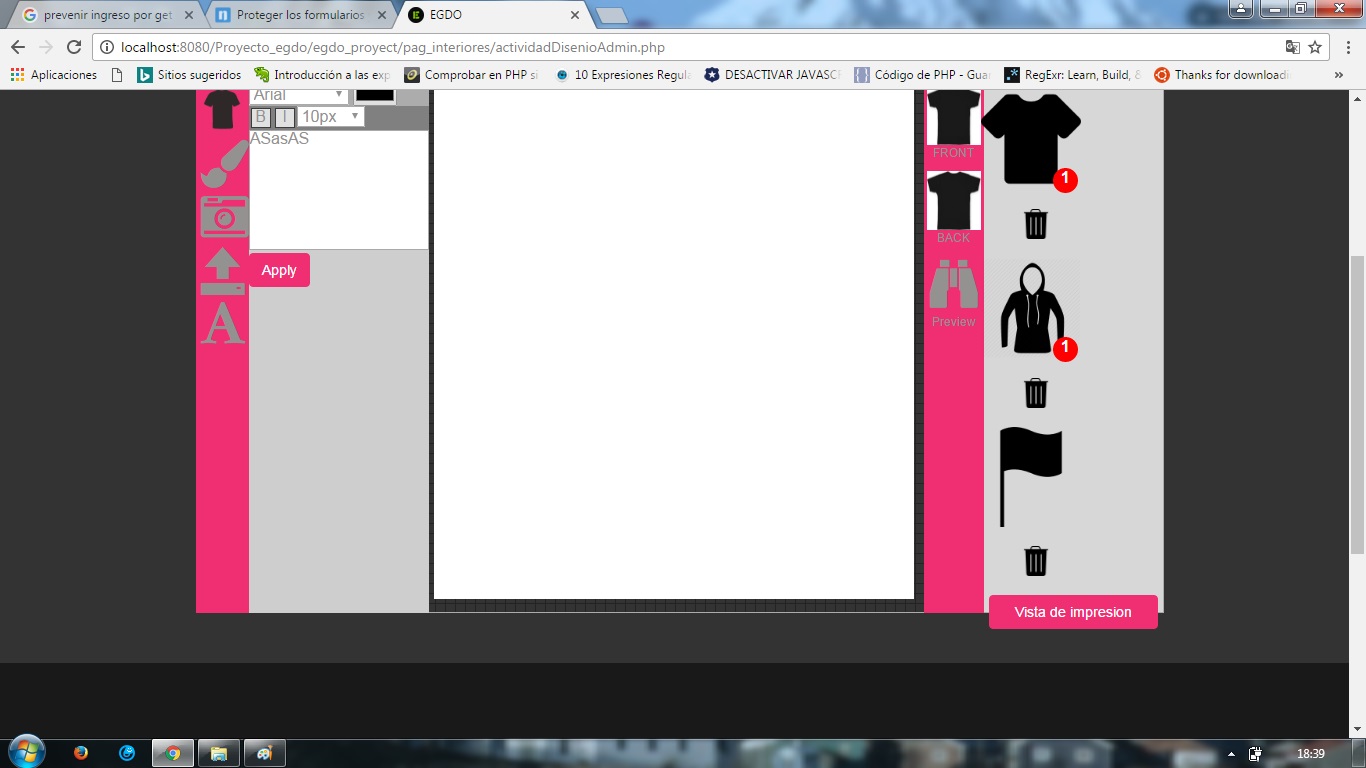 prevenir ingreso por get
Proteger los formularios
EGDO
localhost:8080/Proyecto_egdo/egdo_project/pag_interiores/actividadDisenioAdmin.php
Aplicaciones
Sitios sugeridos
Introducción a las exp
Comprobar en PHP si
10 Expresiones Regula
DESACTIVAR JAVASC
Código de PHP - Gua
RegExr: Learn, Build, &
Thanks for downloadi
»
Arial
B I 10px
ASasAS
Apply
A
FRONT
BACK
Preview
1
1
Vista de impresion
18:39